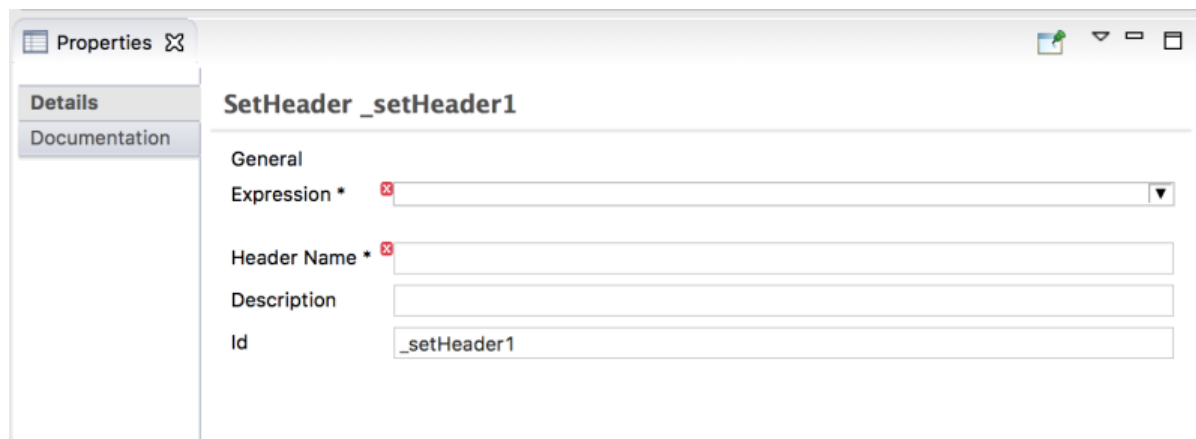 Properties
Details
Documentation
SetHeader _setHeader1
General
Expression *
Header Name *
Description
Id
_setHeader1